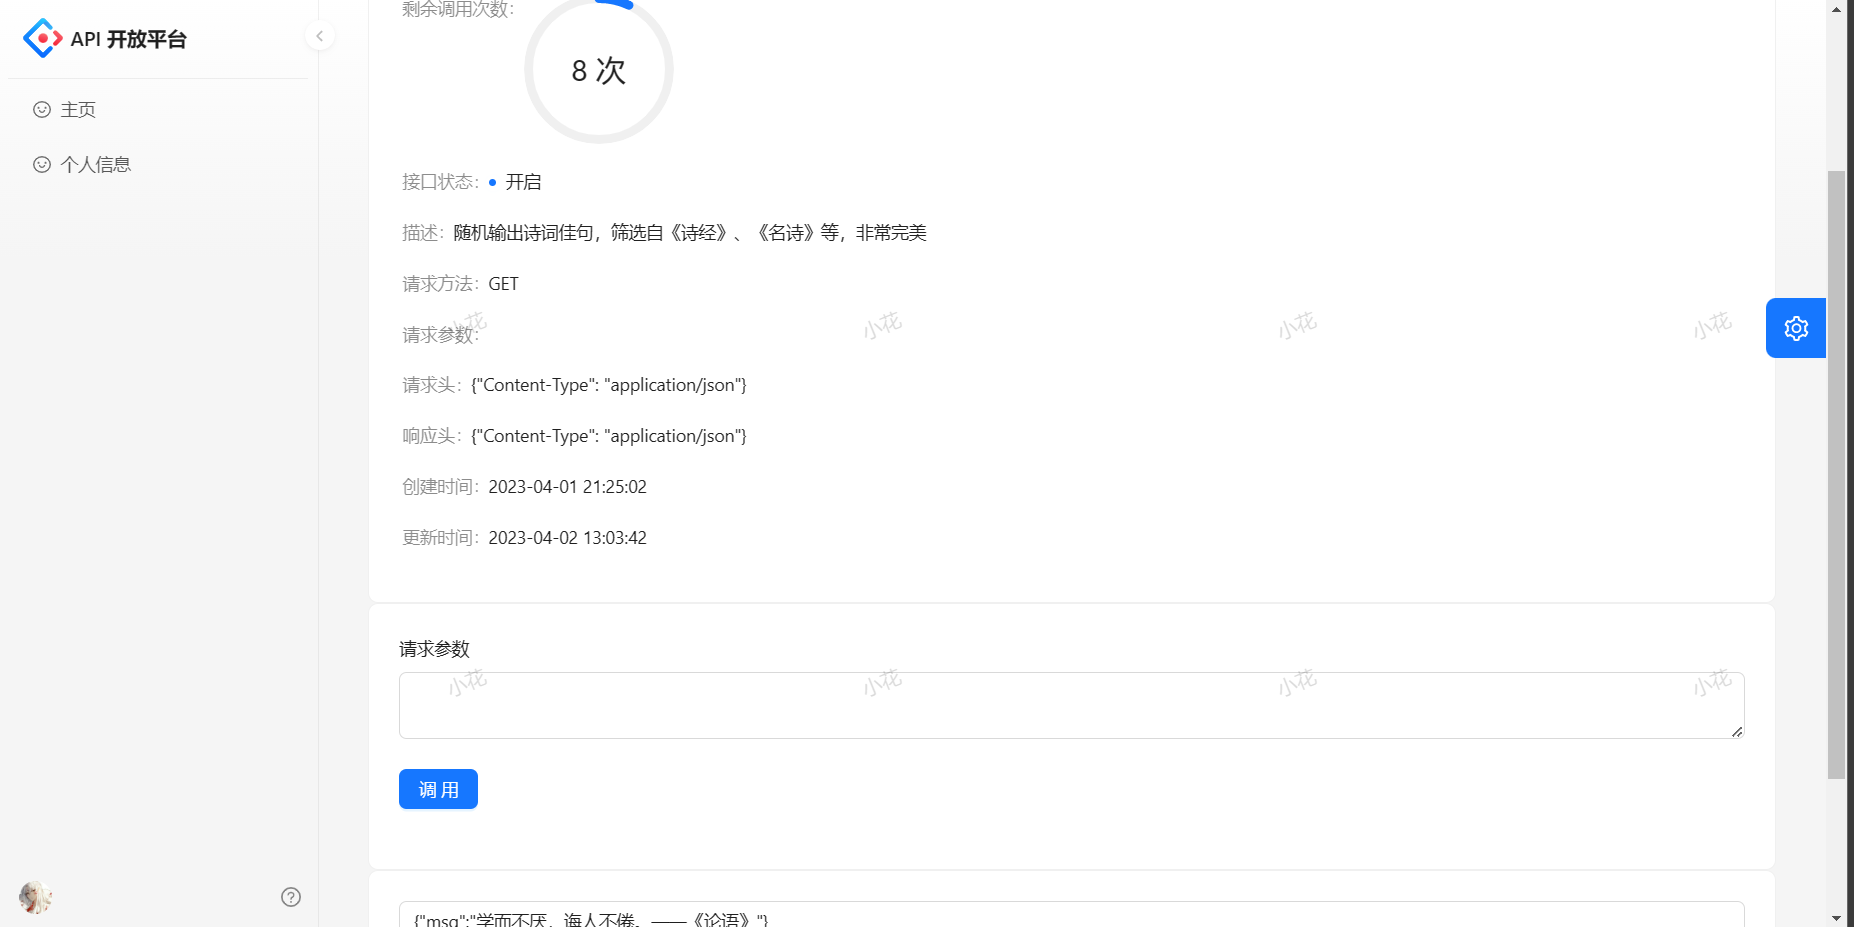 API 开放平台
主页
个人信息
剩余调用次数:
8 次
接口状态: 开启
描述: 随机输出诗词佳句，筛选自《诗经》、《名诗》等，非常完美
请求方法: GET
请求参数:
小花 小花 小花 小花
请求头: {"Content-Type": "application/json"}
响应头: {"Content-Type": "application/json"}
创建时间: 2023-04-01 21:25:02
更新时间: 2023-04-02 13:03:42
请求参数
小花 小花 小花 小花
调 用
{"msg":"学而不厌，诲人不倦。——《论语》"}